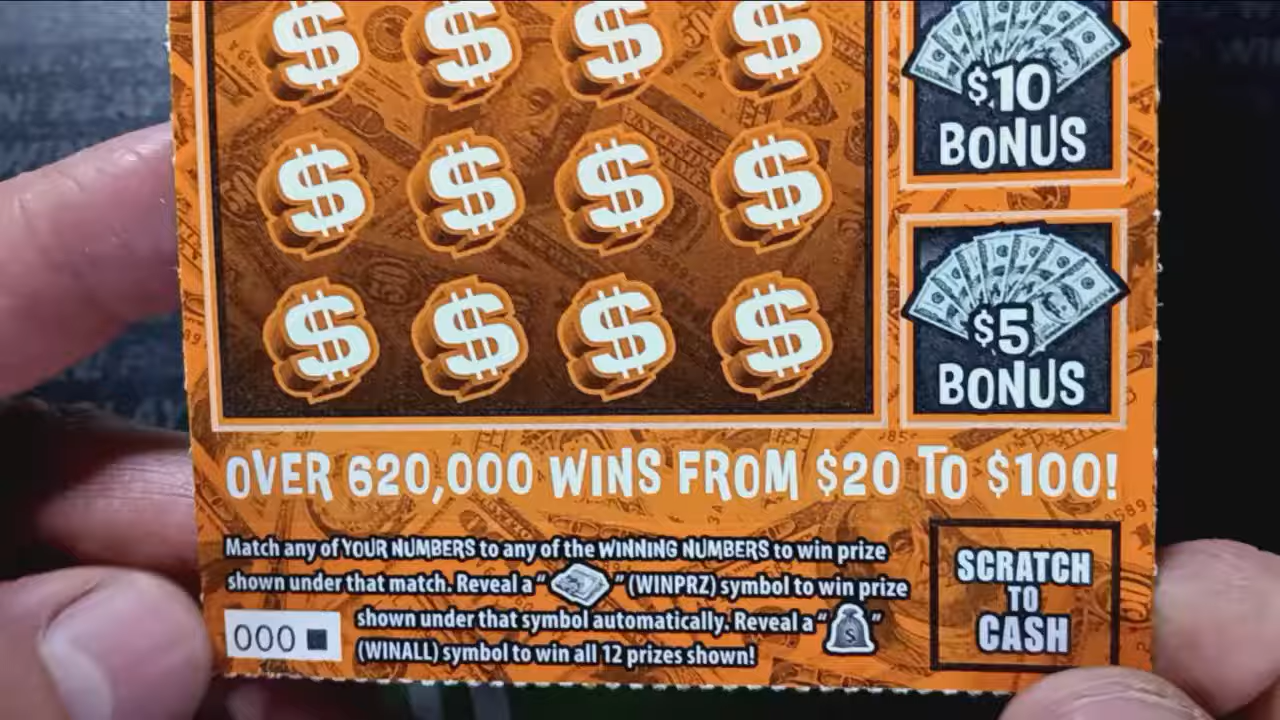 $ $ $ $
$10
BONUS
$ $ $ $
$ $ $ $
$5
BONUS
OVER 620,000 WINS FROM $20 TO $100!
Match any of YOUR NUMBERS to any of the WINNING NUMBERS to win prize
shown under that match. Reveal a " " (WINPRZ) symbol to win prize
shown under that symbol automatically. Reveal a "$"
(WINALL) symbol to win all 12 prizes shown!
000
SCRATCH
TO
CASH